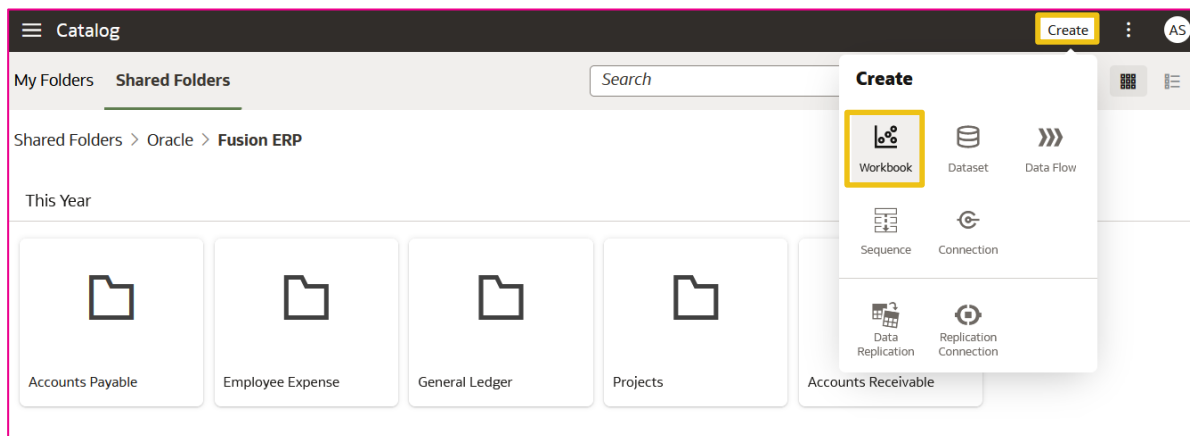 Catalog
Create
AS
My Folders
Shared Folders
Search
Shared Folders > Oracle > Fusion ERP
This Year
Create
Workbook
Dataset
Data Flow
Sequence
Connection
Data
Replication
Replication
Connection
Accounts Payable
Employee Expense
General Ledger
Projects
Accounts Receivable